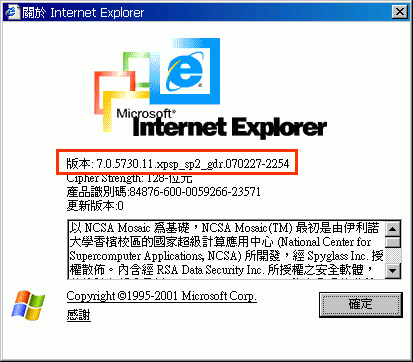 關於 Internet Explorer
Microsoft®
Internet Explorer
版本: 7.0.5730.11.xpsp_sp2_gdr.070227-2254
Cipher Strength: 128-位元
產品識別碼:84876-600-0059266-23571
更新版本:0
以 NCSA Mosaic 為基礎，NCSA Mosaic(TM) 最初是由伊利諾
大學香檳校區的國家超級計算應用中心 (National Center for
Supercomputer Applications, NCSA) 所開發，經 Spyglass Inc. 授
權散佈。內含經 RSA Data Security Inc. 所授權之安全軟體，
Copyright ©1995-2001 Microsoft Corp.
確定
感謝